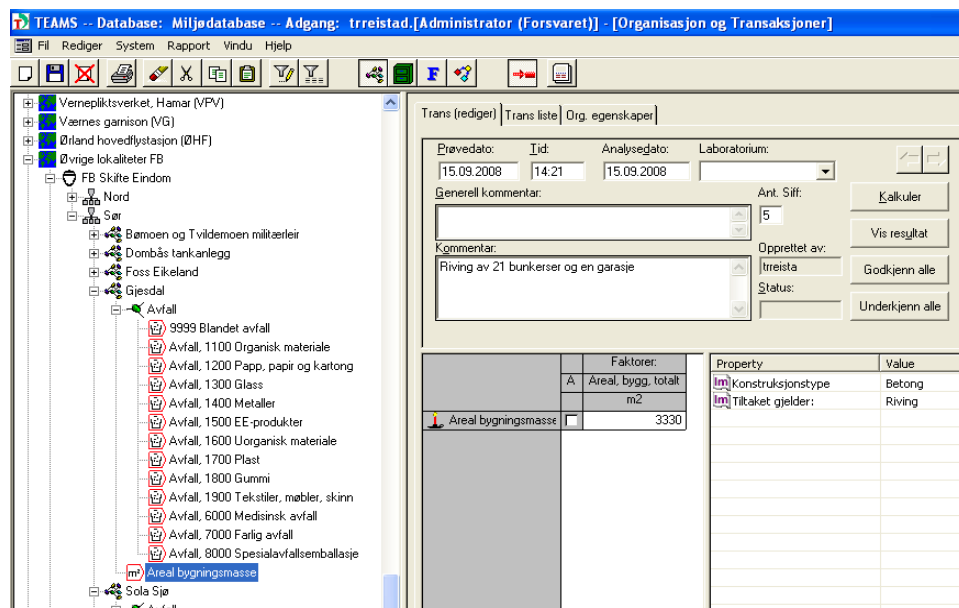 TEAMS -- Database: Miljødatabase -- Adgang: trreistad.[Administrator (Forsvaret)] - [Organisasjon og Transaksjoner]
Fil Rediger System Rapport Vindu Hjelp
F
Vernepliktsverket, Hamar (VPV)
Værnes garnison (VG)
Ørland hovedflystasjon (ØHF)
Øvrige lokaliteter FB
FB Skifte Eindom
Nord
Sør
Bømoen og Tvildemoen militærleir
Dombås tankanlegg
Foss Eikeland
Gjesdal
Avfall
9999 Blandet avfall
Avfall, 1100 Organisk materiale
Avfall, 1200 Papp, papir og kartong
Avfall, 1300 Glass
Avfall, 1400 Metaller
Avfall, 1500 EE-produkter
Avfall, 1600 Uorganisk materiale
Avfall, 1700 Plast
Avfall, 1800 Gummi
Avfall, 1900 Tekstiler, møbler, skinn
Avfall, 6000 Medisinsk avfall
Avfall, 7000 Farlig avfall
Avfall, 8000 Spesialavfallsemballasje
m² Areal bygningsmasse
Sola Sjø
Trans (rediger) Trans liste Org. egenskaper
Prøvedato: Tid: Analysedato: Laboratorium:
15.09.2008 14:21 15.09.2008
Generell kommentar: Ant. Siff:
5
Kalkuler
Vis resultat
Kommentar: Opprettet av:
Riving av 21 bunkerser og en garasje
trreista
Godkjenn alle
Status:
Underkjenn alle
Faktorer:
A Areal, bygg, totalt
m2
Areal bygningsmasse 3330
Property Value
Im Konstruksjonstype Betong
Im Tiltaket gjelder: Riving